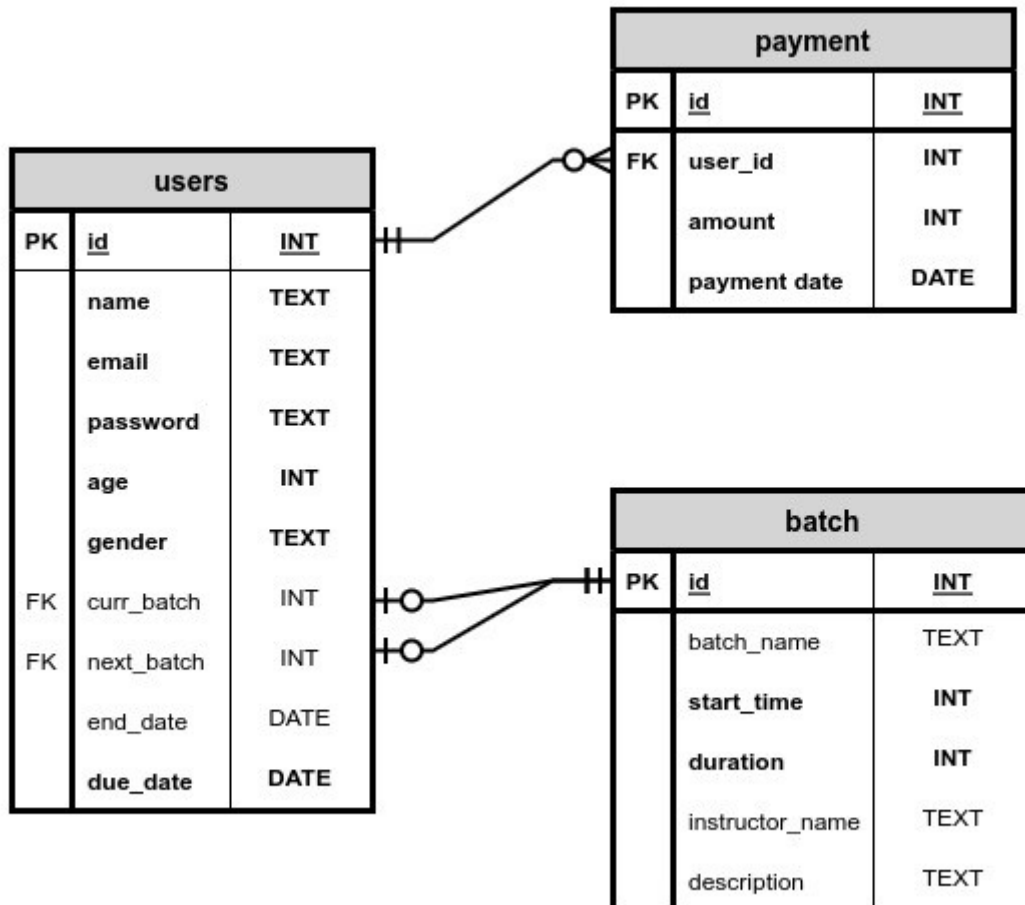 payment
PK id INT
FK user_id INT
amount INT
payment date DATE
users
PK id INT
name TEXT
email TEXT
password TEXT
age INT
gender TEXT
FK curr_batch INT
FK next_batch INT
end_date DATE
due_date DATE
batch
PK id INT
batch_name TEXT
start_time INT
duration INT
instructor_name TEXT
description TEXT